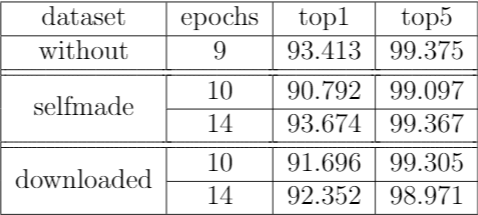 dataset epochs top1 top5
without 9 93.413 99.375
selfmade 10 90.792 99.097
14 93.674 99.367
downloaded 10 91.696 99.305
14 92.352 98.971